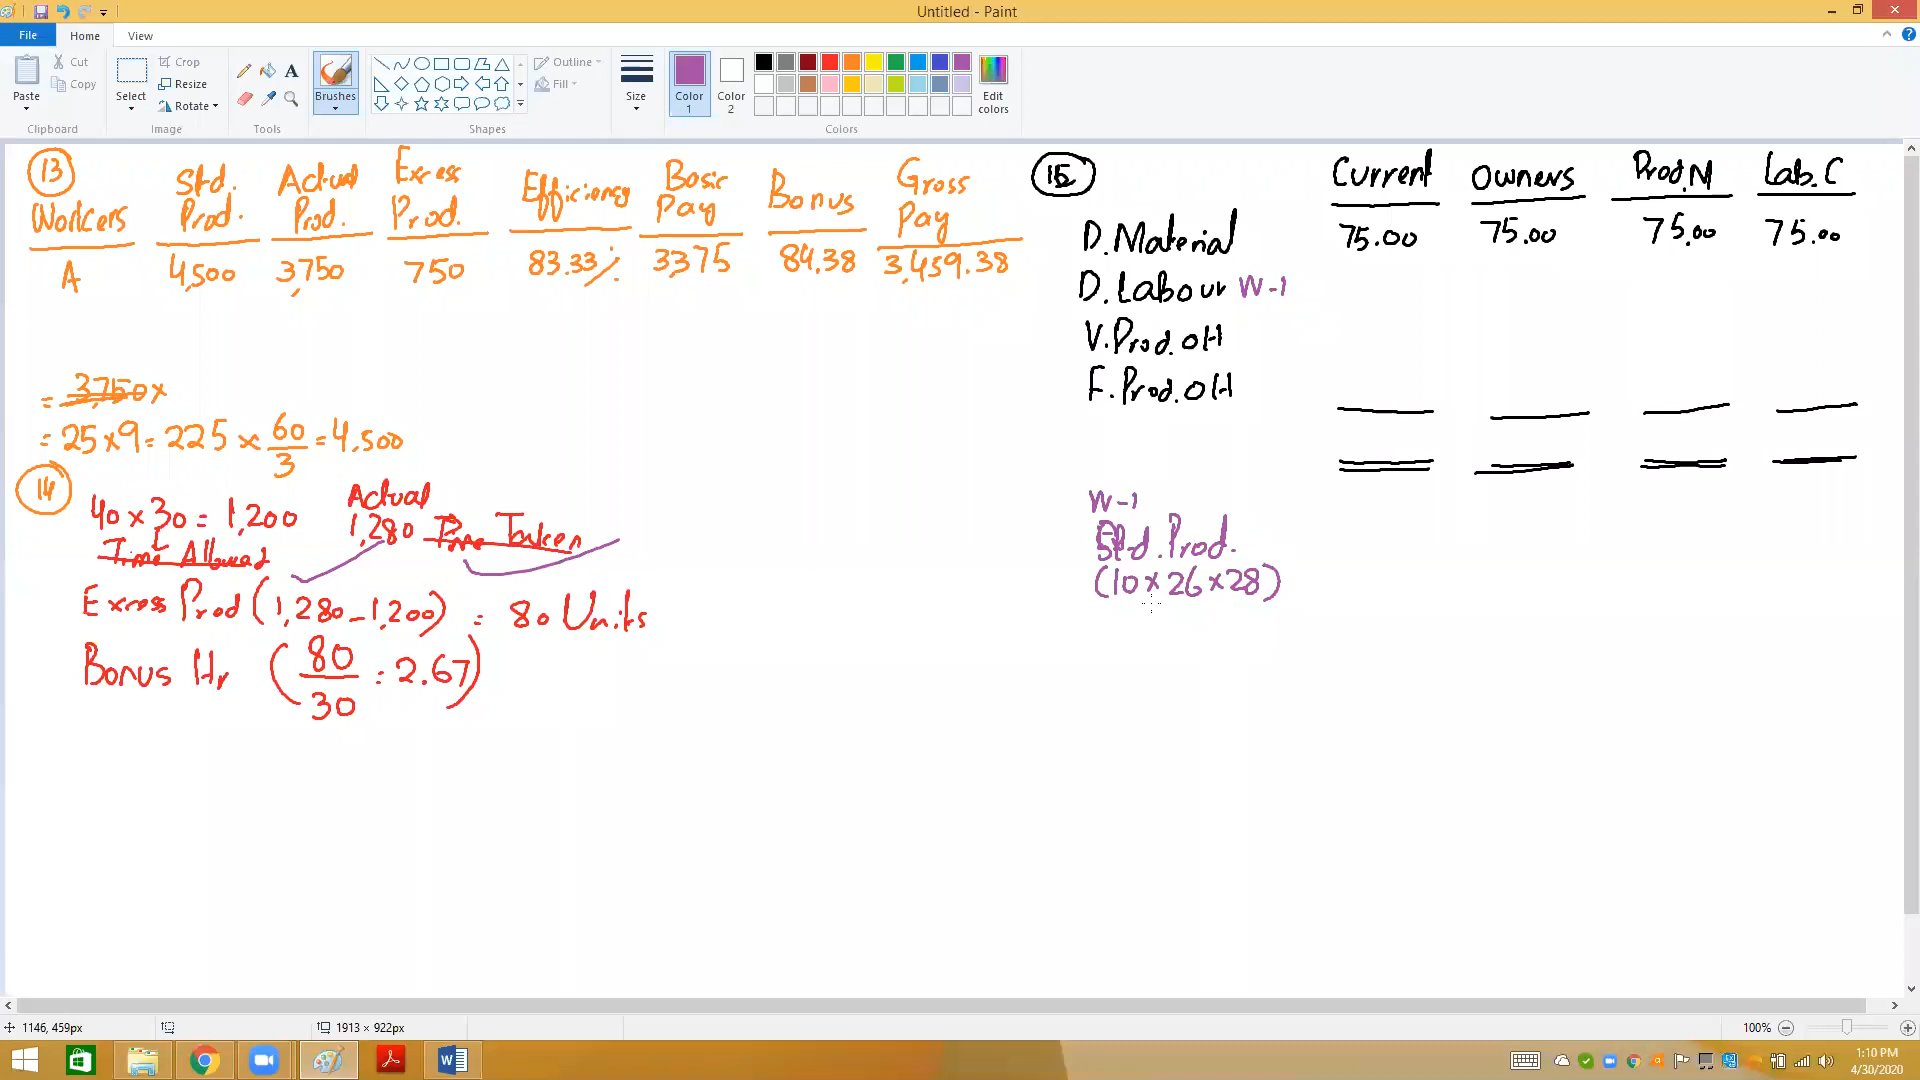 Untitled - Paint
File Home View
Paste
Cut
Copy
Clipboard
Select
Crop
Resize
Rotate
Image
Tools
Brushes
Outline
Fill
Shapes
Size
Color 1
Color 2
Edit colors
Colors
13
Workers Std. Prod. Actual Prod. Exess Prod. Efficiency Basic Pay Bonus Gross Pay
A 4,500 3,750 750 83.33% 3375 84.38 3,459.38
= 3,750 x
= 25 x 9 = 225 x 60/3 = 4,500
14
40 x 30 = 1,200 Actual
1,280 Time Taken
Time Allowed
Exess Prod (1,280 - 1,200) = 80 Units
Bonus Hr (80/30 = 2.67)
15
Current Owners Prod.M Lab.C
D.Material 75.00 75.00 75.00 75.00
D.Labour W-1
V.Prod.OH
F.Prod.OH
W-1
Std.Prod.
(10 x 26 x 28)
1146, 459px
1913 × 922px
100%
1:10 PM
4/30/2020